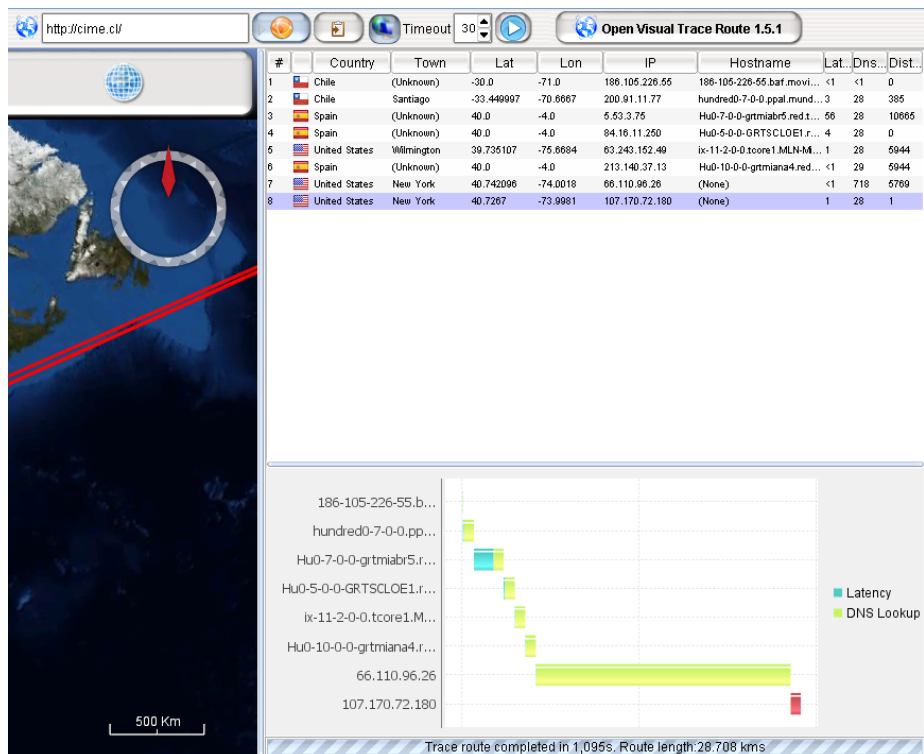 http://cime.cl/ Timeout 30 Open Visual Trace Route 1.5.1
# Country Town Lat Lon IP Hostname Lat... Dns... Dist...
1 Chile (Unknown) -30.0 -71.0 186.105.226.55 186-105-226-55.baf.movi... <1 <1 0
2 Chile Santiago -33.449997 -70.6667 200.91.11.77 hundred0-7-0-0.ppal.mund... 3 28 385
3 Spain (Unknown) 40.0 -4.0 5.53.3.75 Hu0-7-0-0-grtmiabr5.red.t... 56 28 10665
4 Spain (Unknown) 40.0 -4.0 84.16.11.250 Hu0-5-0-0-GRTSCLOE1.r... 4 28 0
5 United States Wilmington 39.735107 -75.6684 63.243.152.49 ix-11-2-0-0.tcore1.MLN-Mi... 1 28 5944
6 Spain (Unknown) 40.0 -4.0 213.140.37.13 Hu0-10-0-0-grtmiana4.red... <1 29 5944
7 United States New York 40.742096 -74.0018 66.110.96.26 (None) <1 718 5769
8 United States New York 40.7267 -73.9981 107.170.72.180 (None) 1 28 1
186-105-226-55.b...
hundred0-7-0-0.pp...
Hu0-7-0-0-grtmiabr5.r...
Hu0-5-0-0-GRTSCLOE1.r...
ix-11-2-0-0.tcore1.M...
Hu0-10-0-0-grtmiana4.r...
66.110.96.26
107.170.72.180
Latency
DNS Lookup
500 Km
Trace route completed in 1,095s. Route length:28.708 kms